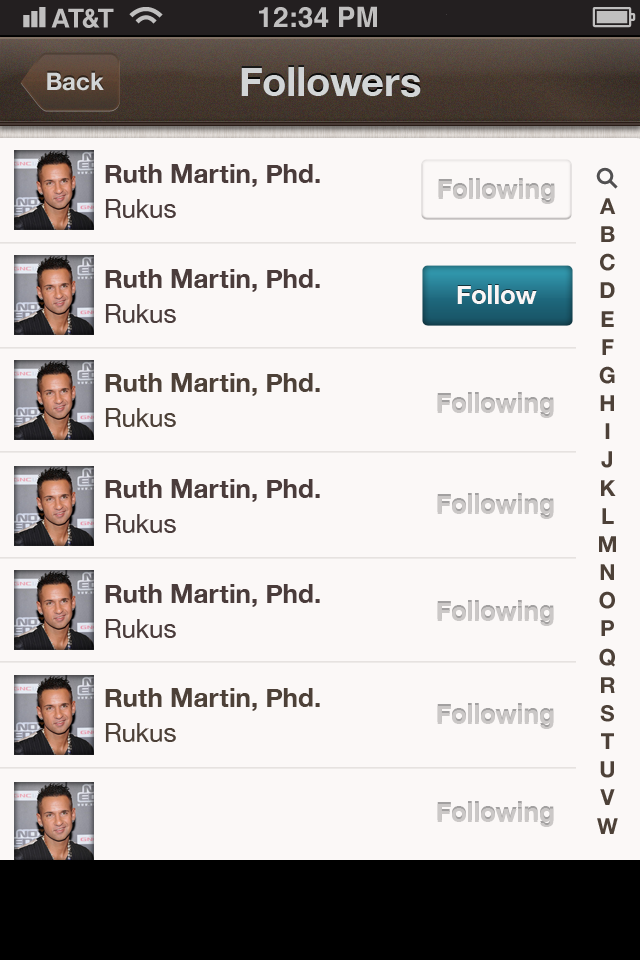 AT&T 12:34 PM
Back Followers
Ruth Martin, Phd.
Rukus
Following
Ruth Martin, Phd.
Rukus
Follow
Ruth Martin, Phd.
Rukus
Following
Ruth Martin, Phd.
Rukus
Following
Ruth Martin, Phd.
Rukus
Following
Ruth Martin, Phd.
Rukus
Following
Following
A
B
C
D
E
F
G
H
I
J
K
L
M
N
O
P
Q
R
S
T
U
V
W